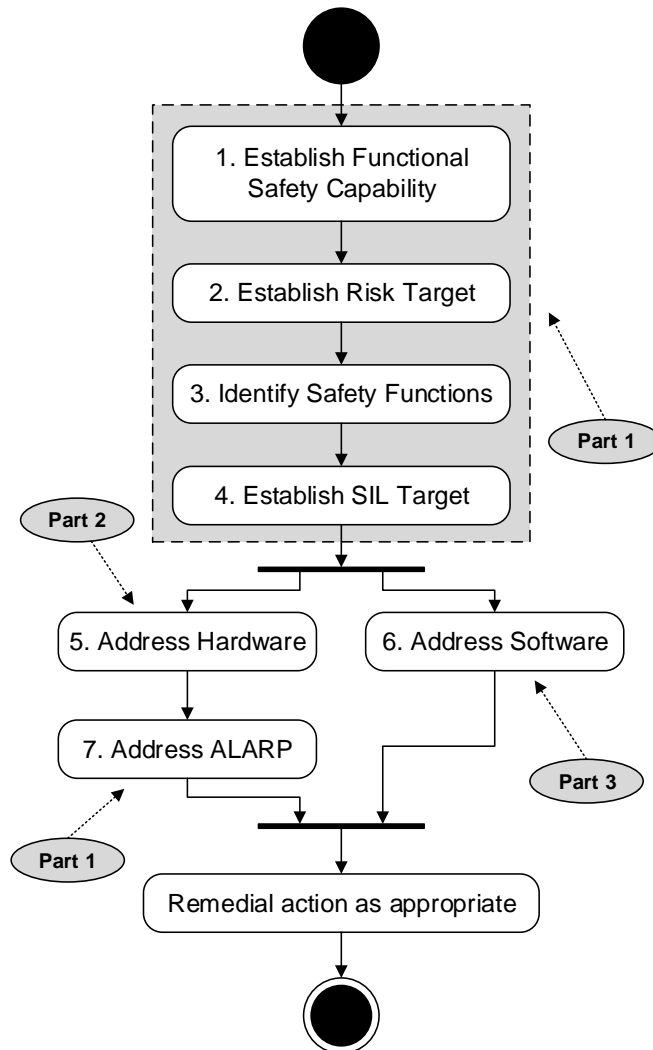 1. Establish Functional
Safety Capability
2. Establish Risk Target
3. Identify Safety Functions
Part 1
4. Establish SIL Target
Part 2
5. Address Hardware
6. Address Software
7. Address ALARP
Part 3
Part 1
Remedial action as appropriate